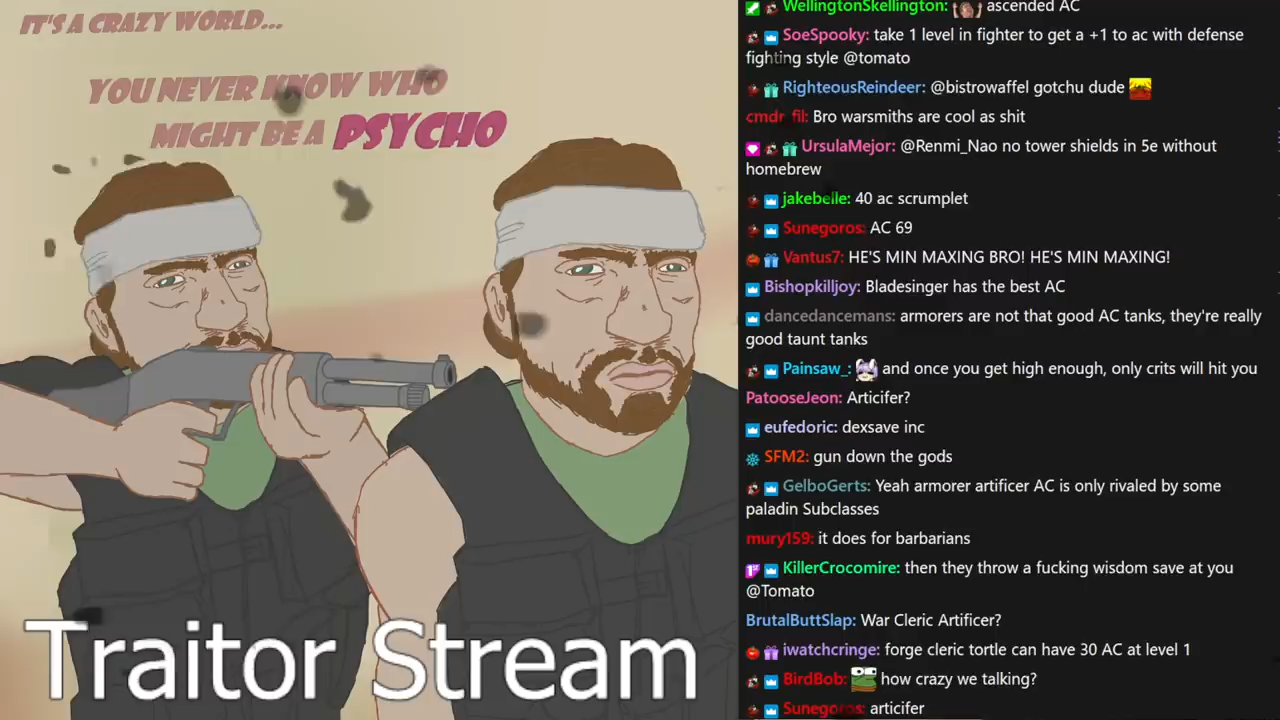 IT'S A CRAZY WORLD...
YOU NEVER KNOW WHO
MIGHT BE A PSYCHO
Traitor Stream
WellingtonSkellington: ascended AC
SoeSpooky: take 1 level in fighter to get a +1 to ac with defense
fighting style @tomato
RighteousReindeer: @bistrowaffel gotchu dude
cmdr_fil: Bro warsmiths are cool as shit
UrsulaMejor: @Renmi_Nao no tower shields in 5e without
homebrew
jakebelle: 40 ac scrumplet
Sunegoros: AC 69
Vantus7: HE'S MIN MAXING BRO! HE'S MIN MAXING!
Bishopkilljoy: Bladesinger has the best AC
dancedancemans: armorers are not that good AC tanks, they're really
good taunt tanks
Painsaw_: and once you get high enough, only crits will hit you
PatooseJeon: Articifer?
eufedoric: dexsave inc
SFM2: gun down the gods
GelboGerts: Yeah armorer artificer AC is only rivaled by some
paladin Subclasses
mury159: it does for barbarians
KillerCrocomire: then they throw a fucking wisdom save at you
@Tomato
BrutalButtSlap: War Cleric Artificer?
iwatchcringe: forge cleric tortle can have 30 AC at level 1
BirdBob: how crazy we talking?
Sunegoros: articifer